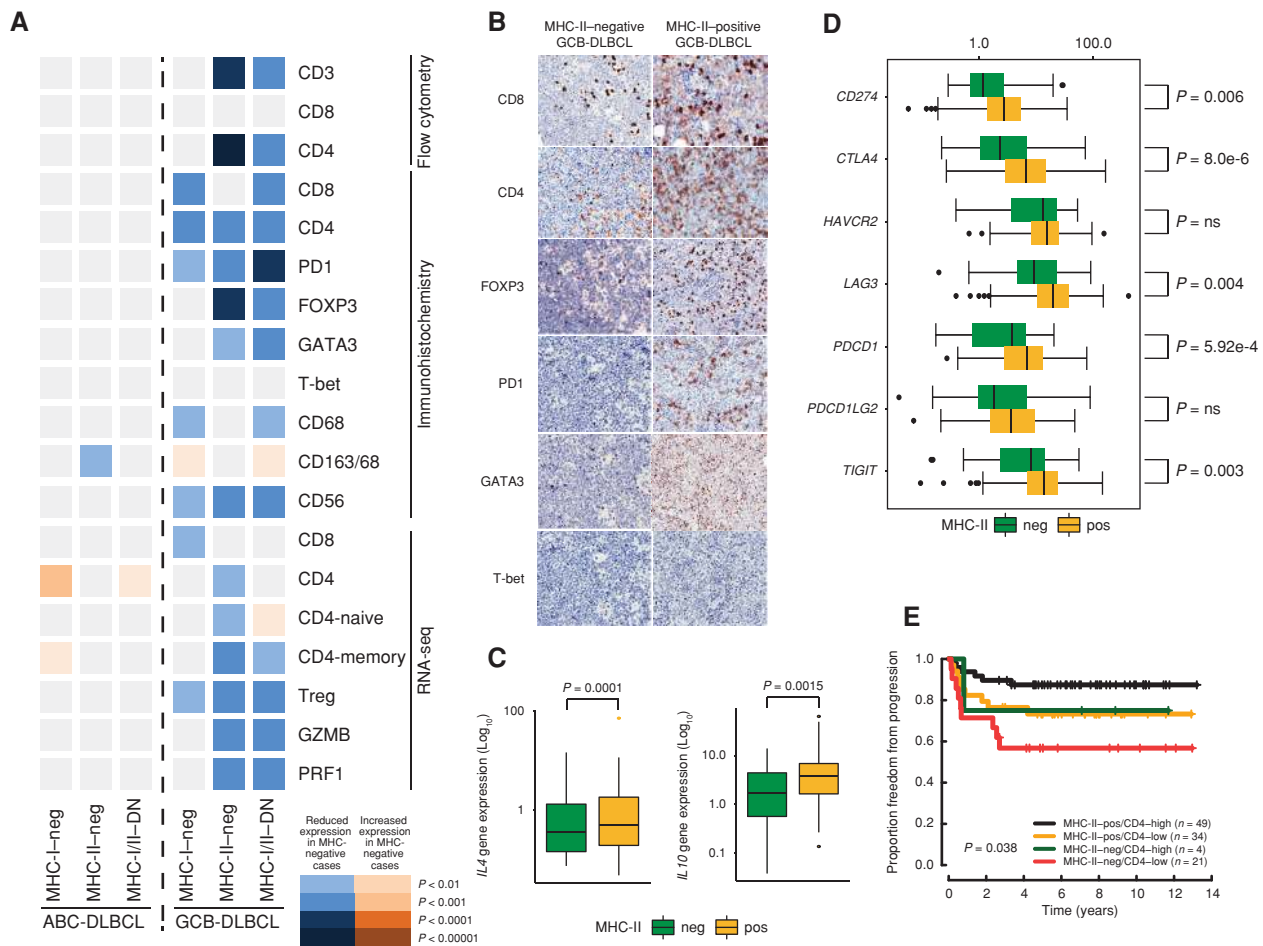 A
CD3
CD8
CD4
CD8
CD4
PD1
FOXP3
GATA3
T-bet
CD68
CD163/68
CD56
CD8
CD4
CD4-naive
CD4-memory
Treg
GZMB
PRF1
Flow cytometry
Immunohistochemistry
RNA-seq
MHC-I–neg
MHC-II–neg
MHC-I/II–DN
MHC-I–neg
MHC-II–neg
MHC-I/II–DN
ABC-DLBCL
GCB-DLBCL
Reduced
expression
in MHC-
negative
cases
Increased
expression
in MHC-
negative
cases
P < 0.01
P < 0.001
P < 0.0001
P < 0.00001
B
MHC-II–negative
GCB-DLBCL
MHC-II–positive
GCB-DLBCL
CD8
CD4
FOXP3
PD1
GATA3
T-bet
C
P = 0.0001
100
1
IL4 gene expression (Log10)
P = 0.0015
10.0
1.0
0.1
IL10 gene expression (Log10)
MHC-II neg pos
D
1.0 100.0
CD274 P = 0.006
CTLA4 P = 8.0e-6
HAVCR2 P = ns
LAG3 P = 0.004
PDCD1 P = 5.92e-4
PDCD1LG2 P = ns
TIGIT P = 0.003
MHC-II neg pos
E
Proportion freedom from progression
1.0
0.8
0.6
0.4
0.2
0.0
P = 0.038
MHC-II–pos/CD4–high (n = 49)
MHC-II–pos/CD4–low (n = 34)
MHC-II–neg/CD4–high (n = 4)
MHC-II–neg/CD4–low (n = 21)
0 2 4 6 8 10 12 14
Time (years)